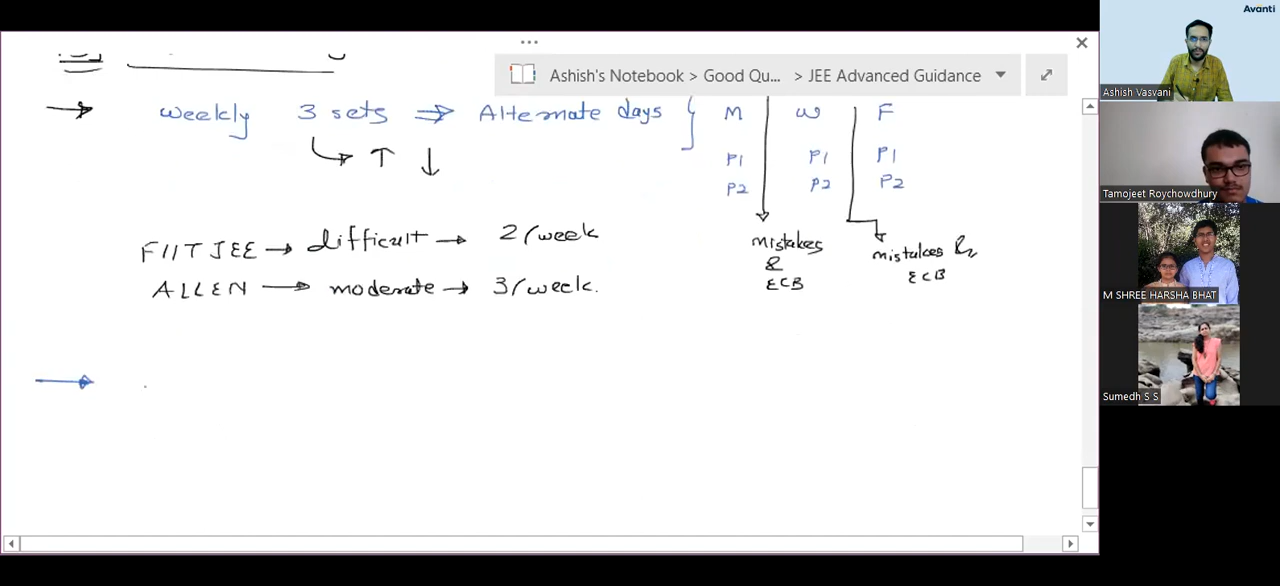 Avanti
...
Ashish's Notebook > Good Qu... > JEE Advanced Guidance
Ashish Vasvani
weekly 3 sets ⇒ Alternate days { M W F
↳ ↑ ↓
P1 P1 P1
P2 P2 P2
Tamojeet Roychowdhury
FIITJEE → difficult → 2/week
ALLEN → moderate → 3/week.
mistakes
&
ECB
mistakes &
ECB
M SHREE HARSHA BHAT
Sumedh S S